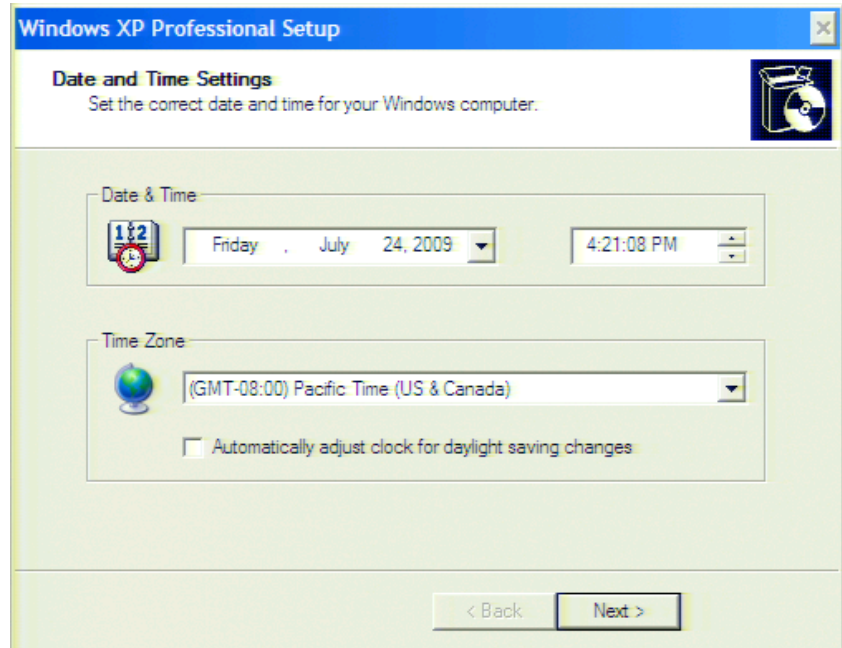 Windows XP Professional Setup
Date and Time Settings
Set the correct date and time for your Windows computer.
Date & Time
1 2
Friday , July 24, 2009 4:21:08 PM
Time Zone
(GMT-08:00) Pacific Time (US & Canada)
Automatically adjust clock for daylight saving changes
< Back Next >